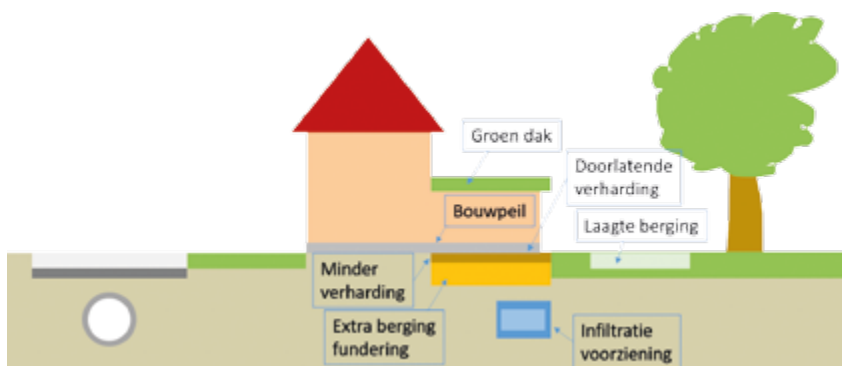 Groen dak
Doorlatende
verharding
Bouwpeil
Laagte berging
Minder
verharding
Extra berging
fundering
Infiltratie
voorziening